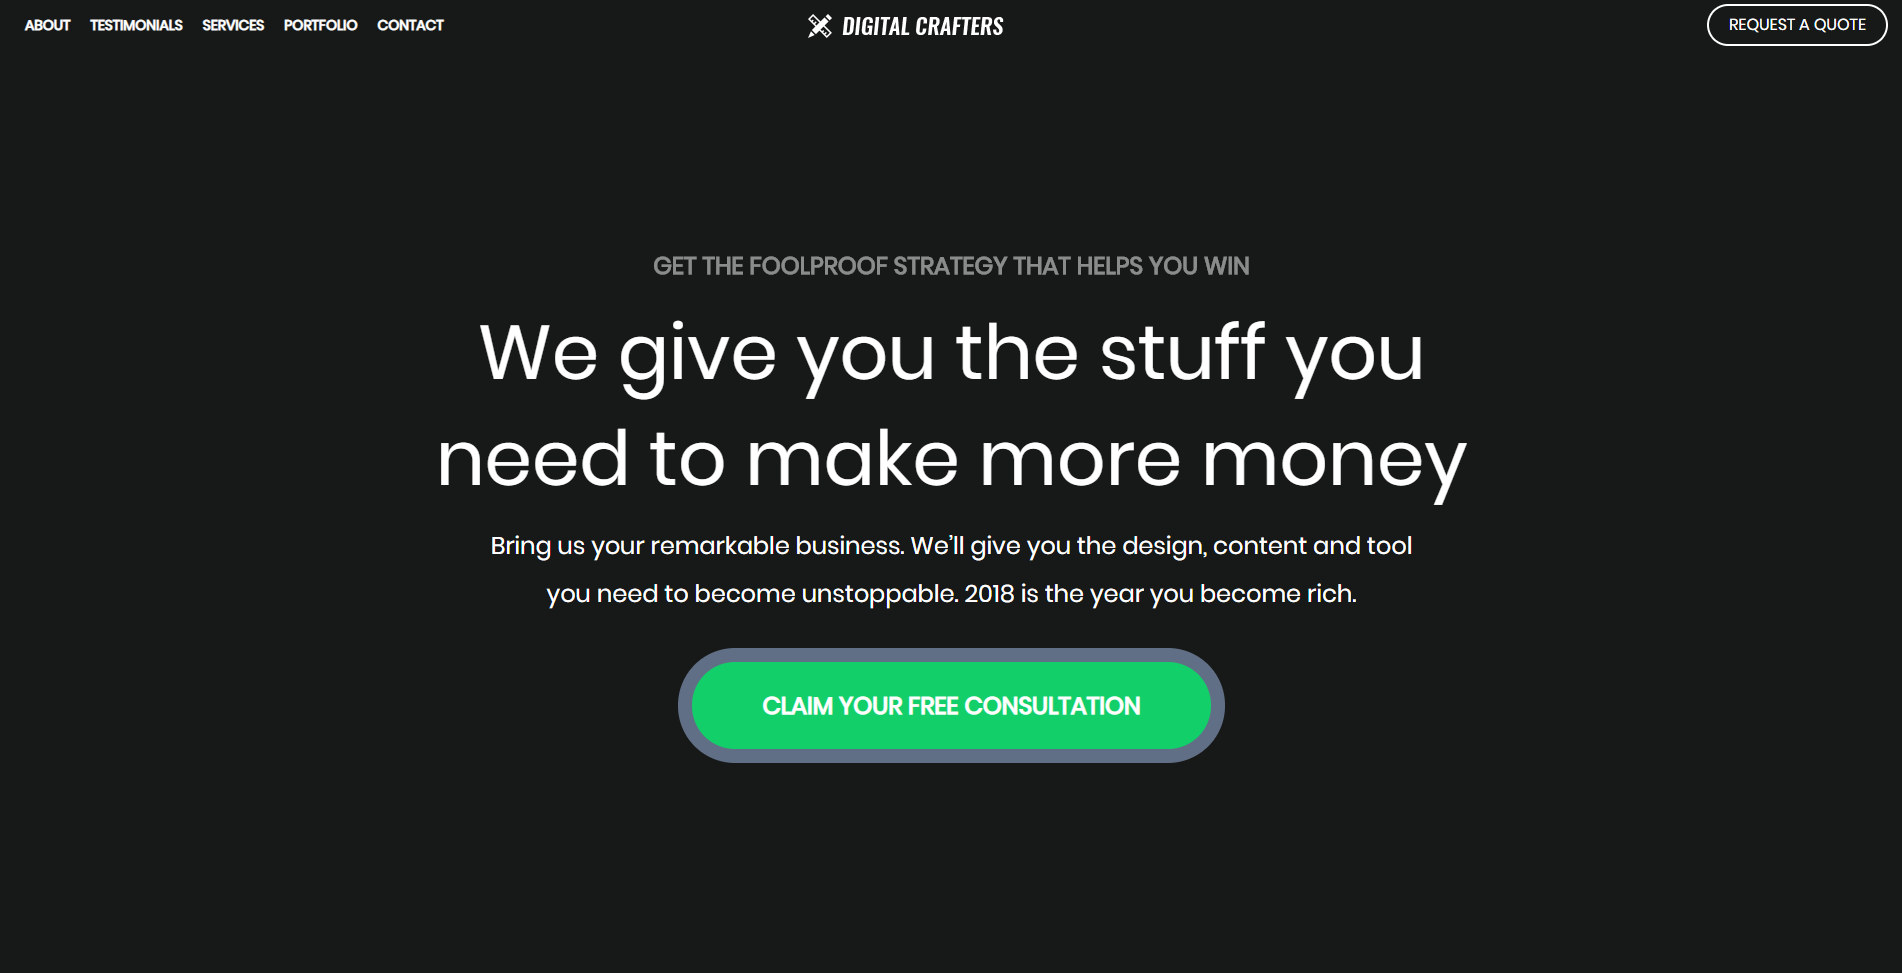 ABOUT TESTIMONIALS SERVICES PORTFOLIO CONTACT DIGITAL CRAFTERS REQUEST A QUOTE
GET THE FOOLPROOF STRATEGY THAT HELPS YOU WIN
We give you the stuff you
need to make more money
Bring us your remarkable business. We’ll give you the design, content and tool
you need to become unstoppable. 2018 is the year you become rich.
CLAIM YOUR FREE CONSULTATION